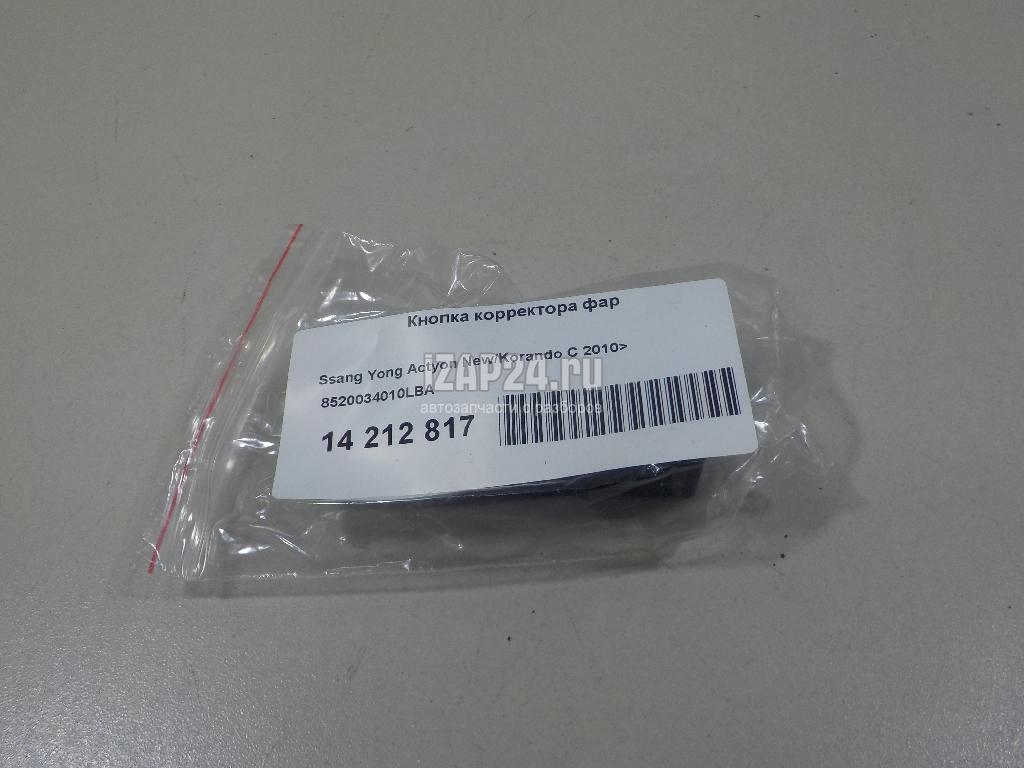 Кнопка корректора фар
Ssang Yong Actyon New/Korando C 2010>
iZAP24.ru
8520034010LBA
автозапчасти с разборов
14 212 817